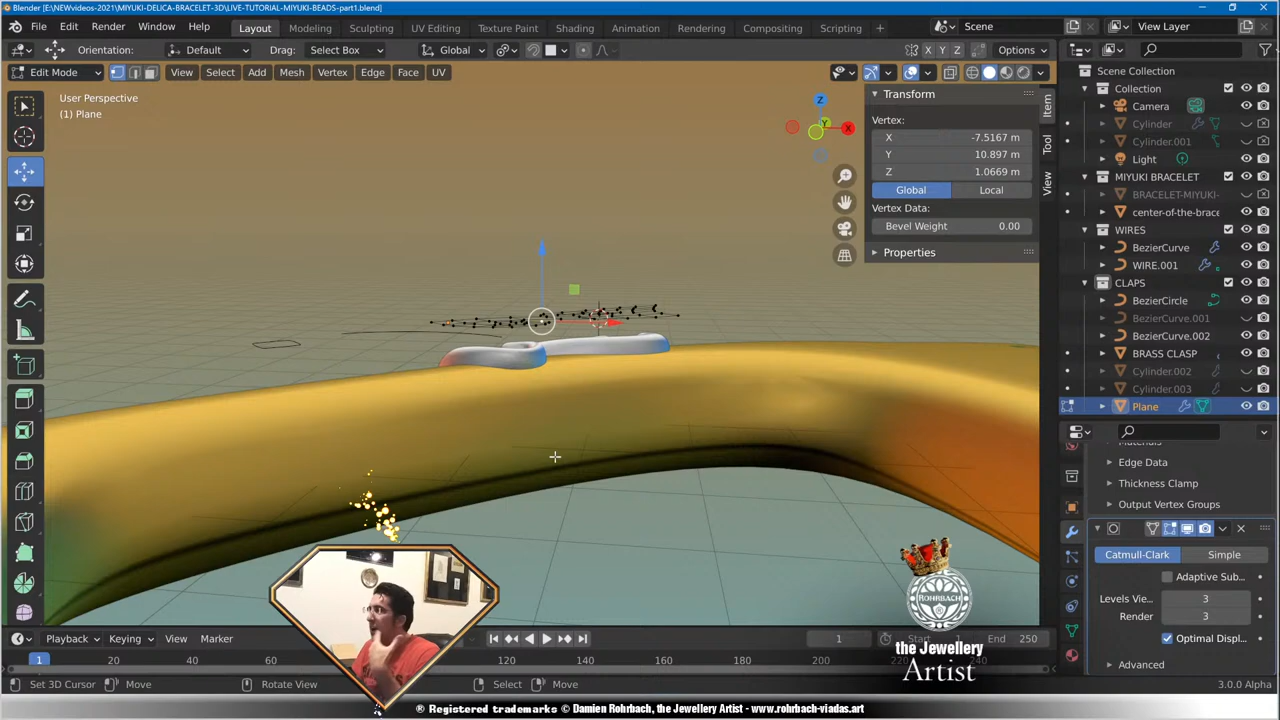 Blender [E:\NEWvideos-2021\MIYUKI-DELICA-BRACELET-3D\LIVE-TUTORIAL-MIYUKI-BEADS-part1.blend]
File Edit Render Window Help Layout Modeling Sculpting UV Editing Texture Paint Shading Animation Rendering Compositing Scripting + Scene View Layer
Orientation: Default Drag: Select Box Global X Y Z Options
Edit Mode View Select Add Mesh Vertex Edge Face UV
User Perspective
(1) Plane
Z
Y
X
Transform
Vertex:
X -7.5167 m
Y 10.897 m
Z 1.0669 m
Global Local
Vertex Data:
Bevel Weight 0.00
Properties
Item
Tool
View
Scene Collection
Collection
Camera
Cylinder
Cylinder.001
Light
MIYUKI BRACELET
BRACELET-MIYUKI-
center-of-the-brace
WIRES
BezierCurve
WIRE.001
CLAPS
BezierCircle
BezierCurve.001
BezierCurve.002
BRASS CLASP
Cylinder.002
Cylinder.003
Plane
Materials
Edge Data
Thickness Clamp
Output Vertex Groups
Catmull-Clark Simple
Adaptive Sub...
Levels Vie... 3
Render 3
Optimal Displ...
Advanced
ROHRBACH
the Jewellery
Artist
Playback Keying View Marker 1 Start End 250
1 20 40 60 120 140 160 200 220 240
Set 3D Cursor Move Rotate View Select Move 3.0.0 Alpha
® Registered trademarks © Damien Rohrbach, the Jewellery Artist - www.rohrbach-viadas.art